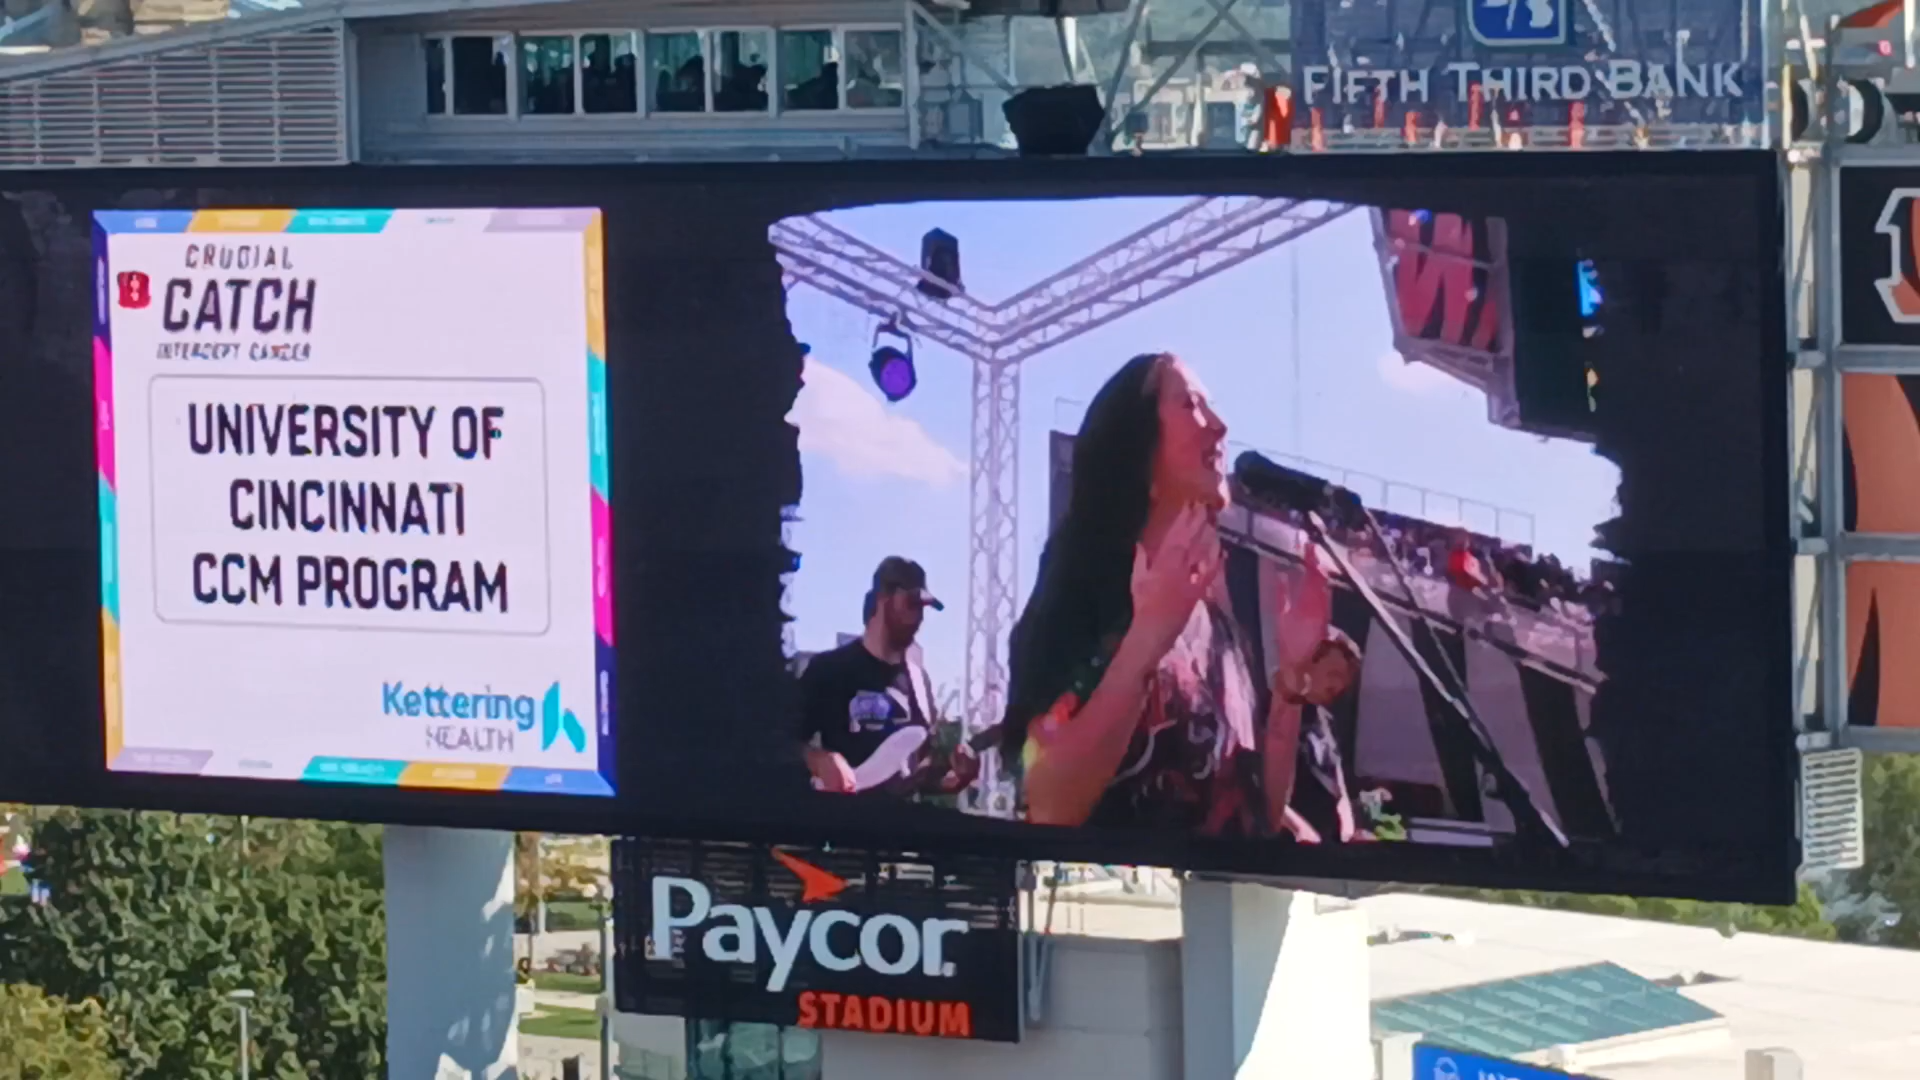 FIFTH THIRD BANK
CRUCIAL
CATCH
INTERCEPT CANCER
UNIVERSITY OF
CINCINNATI
CCM PROGRAM
Kettering
HEALTH
Paycor
STADIUM